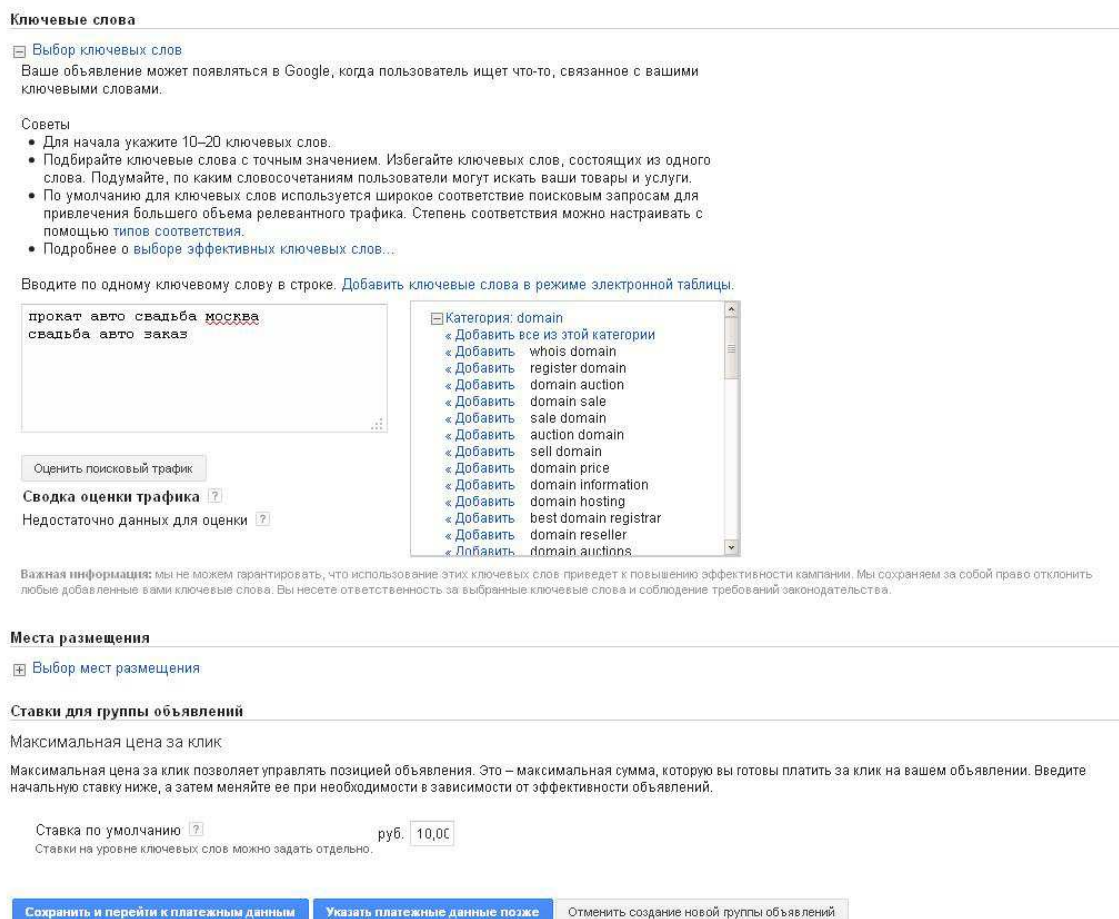 Ключевые слова
Выбор ключевых слов
Ваше объявление может появляться в Google, когда пользователь ищет что-то, связанное с вашими
ключевыми словами.
Советы
• Для начала укажите 10–20 ключевых слов.
• Подбирайте ключевые слова с точным значением. Избегайте ключевых слов, состоящих из одного
слова. Подумайте, по каким словосочетаниям пользователи могут искать ваши товары и услуги.
• По умолчанию для ключевых слов используется широкое соответствие поисковым запросам для
привлечения большего объема релевантного трафика. Степень соответствия можно настраивать с
помощью типов соответствия.
• Подробнее о выборе эффективных ключевых слов...
Вводите по одному ключевому слову в строке. Добавить ключевые слова в режиме электронной таблицы.
прокат авто свадьба москва
свадьба авто заказ
Категория: domain
« Добавить все из этой категории
« Добавить whois domain
« Добавить register domain
« Добавить domain auction
« Добавить domain sale
« Добавить sale domain
« Добавить auction domain
« Добавить sell domain
« Добавить domain price
« Добавить domain information
« Добавить domain hosting
« Добавить best domain registrar
« Добавить domain reseller
« Добавить domain auctions
Оценить поисковый трафик
Сводка оценки трафика ?
Недостаточно данных для оценки ?
Важная информация: мы не можем гарантировать, что использование этих ключевых слов приведет к повышению эффективности кампании. Мы сохраняем за собой право отклонить
любые добавленные вами ключевые слова. Вы несете ответственность за выбранные ключевые слова и соблюдение требований законодательства.
Места размещения
Выбор мест размещения
Ставки для группы объявлений
Максимальная цена за клик
Максимальная цена за клик позволяет управлять позицией объявления. Это – максимальная сумма, которую вы готовы платить за клик на вашем объявлении. Введите
начальную ставку ниже, а затем меняйте ее при необходимости в зависимости от эффективности объявлений.
Ставка по умолчанию ? руб. 10,00
Ставки на уровне ключевых слов можно задать отдельно.
Сохранить и перейти к платежным данным Указать платежные данные позже Отменить создание новой группы объявлений